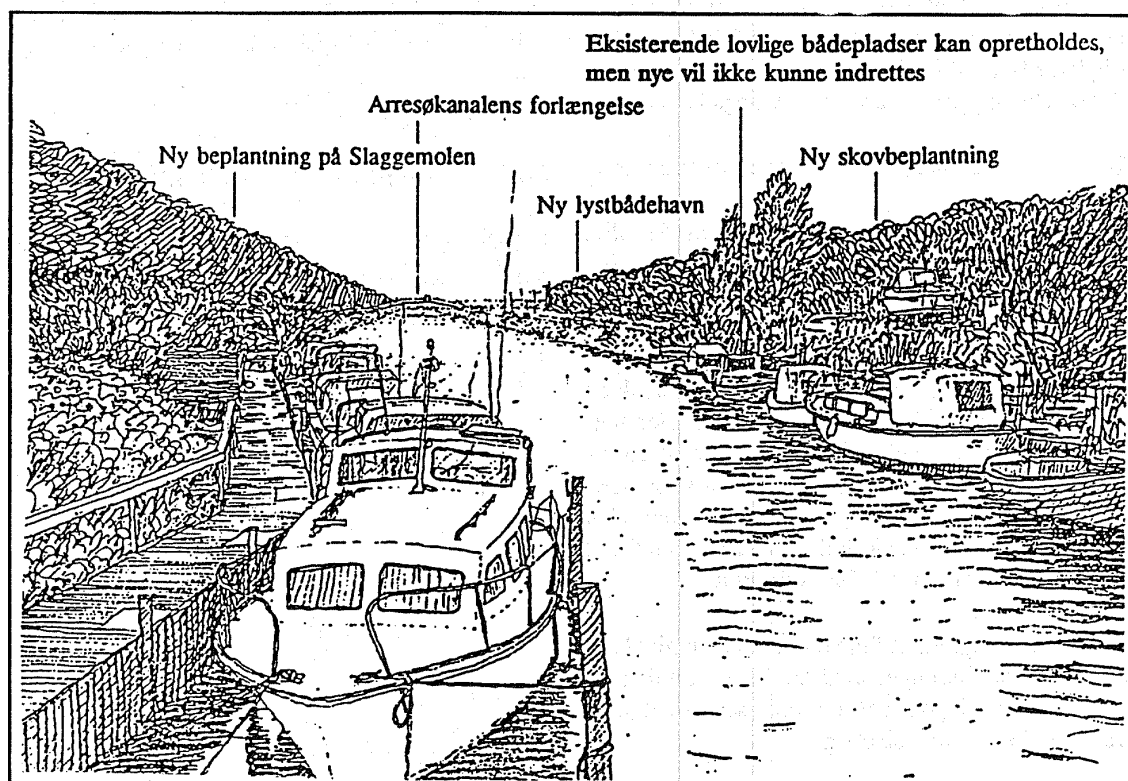 Eksisterende lovlige bådepladser kan opretholdes,
men nye vil ikke kunne indrettes
Arresøkanalens forlængelse
Ny beplantning på Slaggemolen
Ny skovbeplantning
Ny lystbådehavn